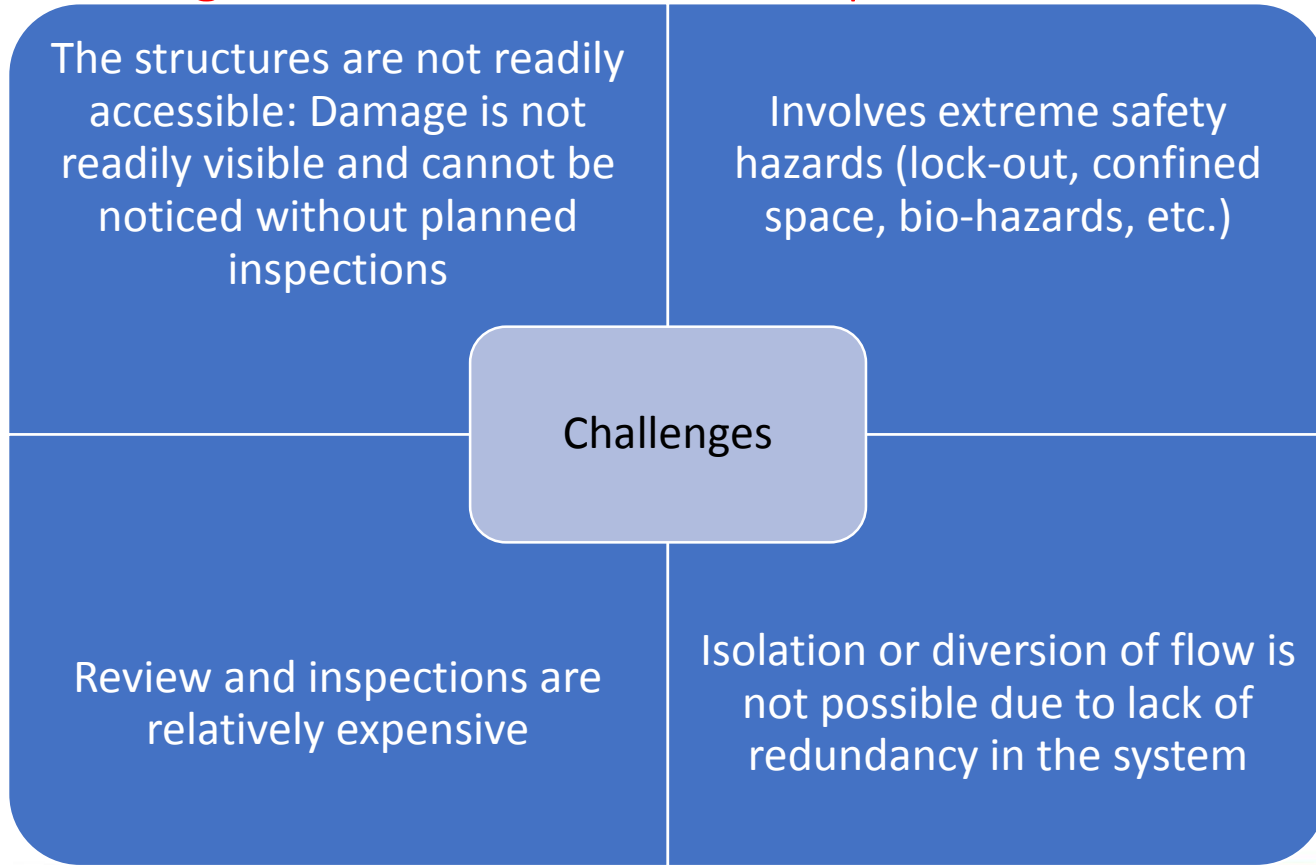 The structures are not readily
accessible: Damage is not
readily visible and cannot be
noticed without planned
inspections
Involves extreme safety
hazards (lock-out, confined
space, bio-hazards, etc.)
Challenges
Review and inspections are
relatively expensive
Isolation or diversion of flow is
not possible due to lack of
redundancy in the system